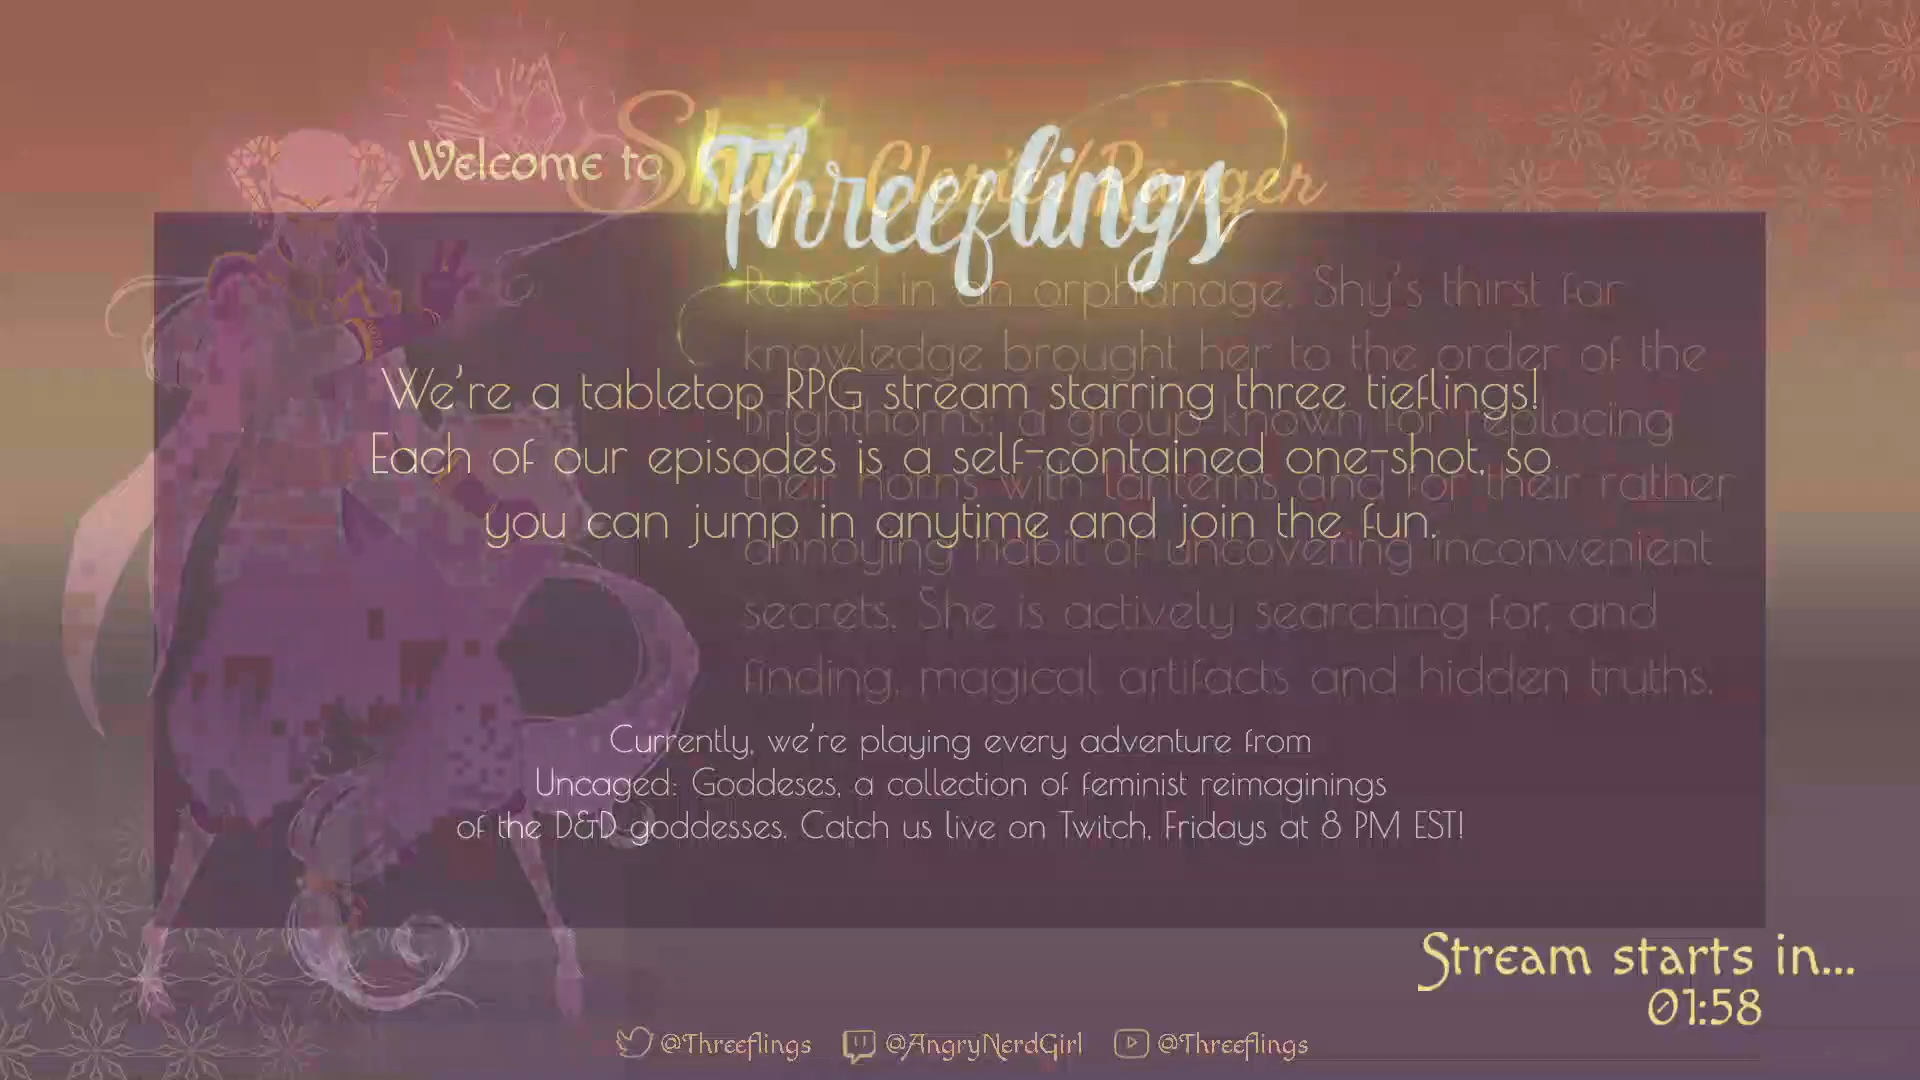 Welcome to Threeflings
Shy Cleric/Ranger
We're a tabletop RPG stream starring three tieflings!
Each of our episodes is a self-contained one-shot, so
you can jump in anytime and join the fun.
Raised in an orphanage, Shy's thirst for
knowledge brought her to the order of the
Brighthorns: a group known for replacing
their horns with lanterns and for their rather
annoying habit of uncovering inconvenient
secrets. She is actively searching for, and
finding, magical artifacts and hidden truths.
Currently, we're playing every adventure from
Uncaged: Goddeses, a collection of feminist reimaginings
of the D&D goddesses. Catch us live on Twitch, Fridays at 8 PM EST!
Stream starts in...
01:58
@Threeflings @AngryNerdGirl @Threeflings